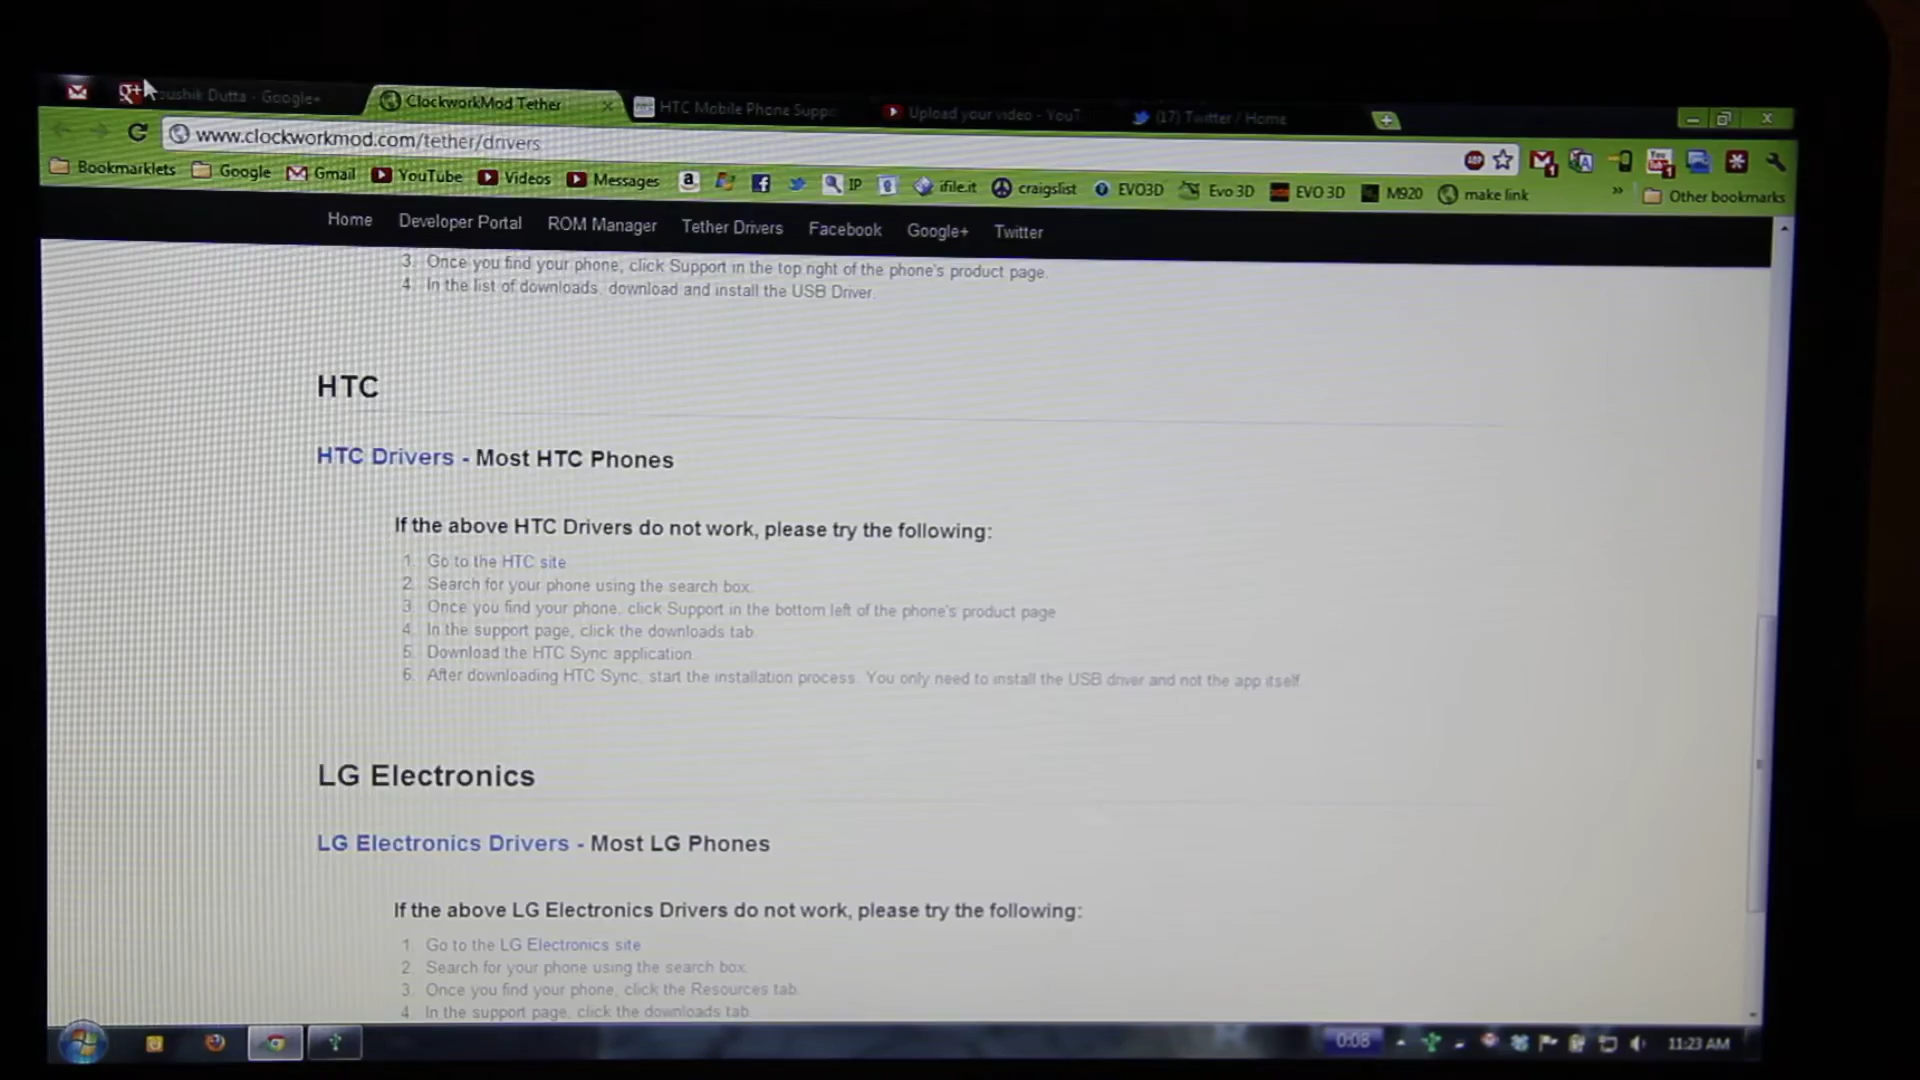 oushik Dutta - Google+
ClockworkMod Tether
HTC Mobile Phone Suppo
Upload your video - YouT
(17) Twitter / Home
www.clockworkmod.com/tether/drivers
Bookmarklets Google Gmail YouTube Videos Messages IP ifile.it craigslist EVO3D Evo 3D EVO 3D M920 make link » Other bookmarks
Home Developer Portal ROM Manager Tether Drivers Facebook Google+ Twitter
3. Once you find your phone, click Support in the top right of the phone's product page.
4. In the list of downloads, download and install the USB Driver.
HTC
HTC Drivers - Most HTC Phones
If the above HTC Drivers do not work, please try the following:
1. Go to the HTC site
2. Search for your phone using the search box.
3. Once you find your phone, click Support in the bottom left of the phone's product page
4. In the support page, click the downloads tab
5. Download the HTC Sync application.
6. After downloading HTC Sync, start the installation process. You only need to install the USB driver and not the app itself.
LG Electronics
LG Electronics Drivers - Most LG Phones
If the above LG Electronics Drivers do not work, please try the following:
1. Go to the LG Electronics site
2. Search for your phone using the search box.
3. Once you find your phone, click the Resources tab.
4. In the support page, click the downloads tab
0:08
11:23 AM